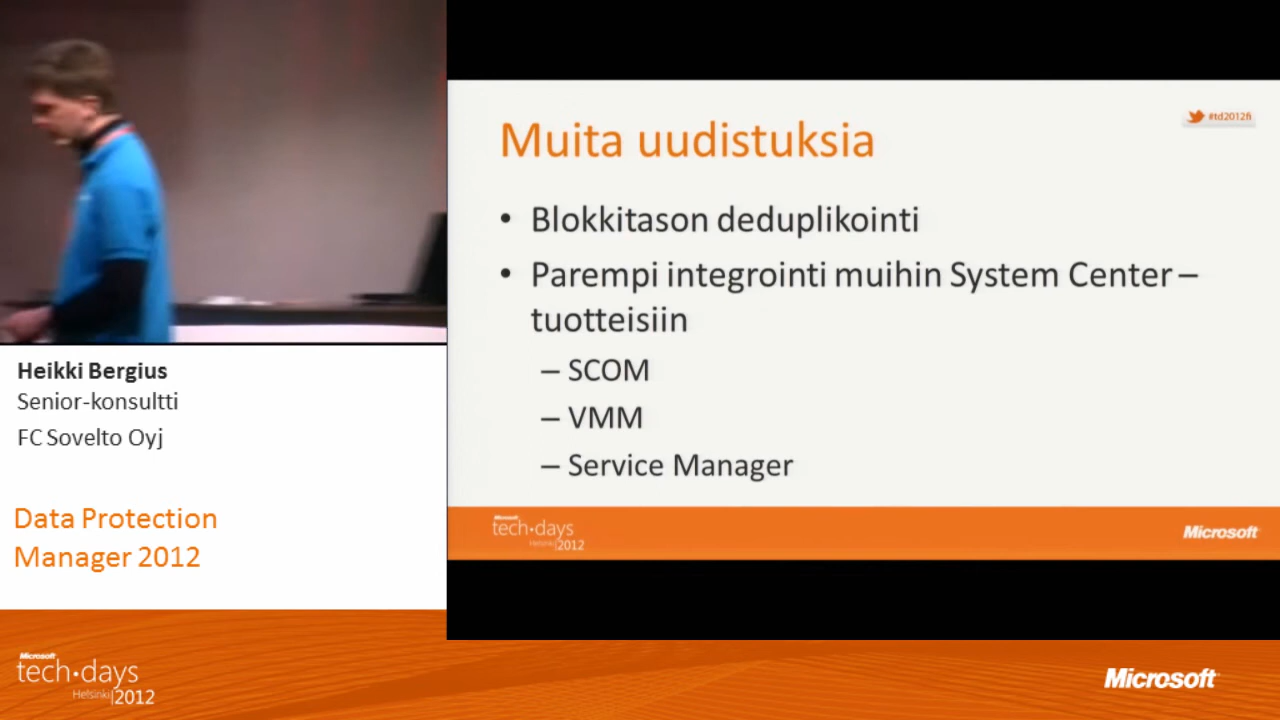 #td2012fi
Muita uudistuksia
• Blokkitason deduplikointi
• Parempi integrointi muihin System Center –
tuotteisiin
– SCOM
– VMM
– Service Manager
Microsoft
tech·days
Helsinki|2012
Microsoft
Heikki Bergius
Senior-konsultti
FC Sovelto Oyj
Data Protection
Manager 2012
Microsoft
tech·days
Helsinki|2012
Microsoft